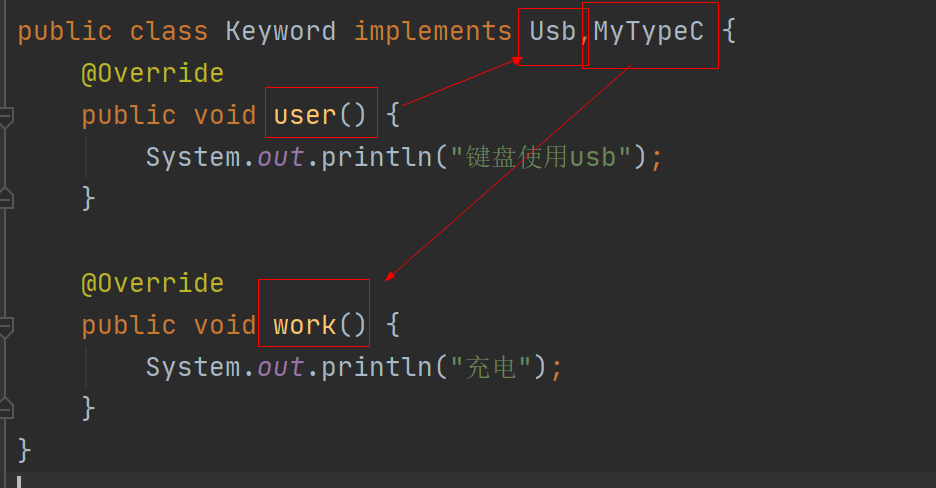 public class Keyword implements Usb,MyTypeC {
@Override
public void user() {
System.out.println("键盘使用usb");
}
@Override
public void work() {
System.out.println("充电");
}
}